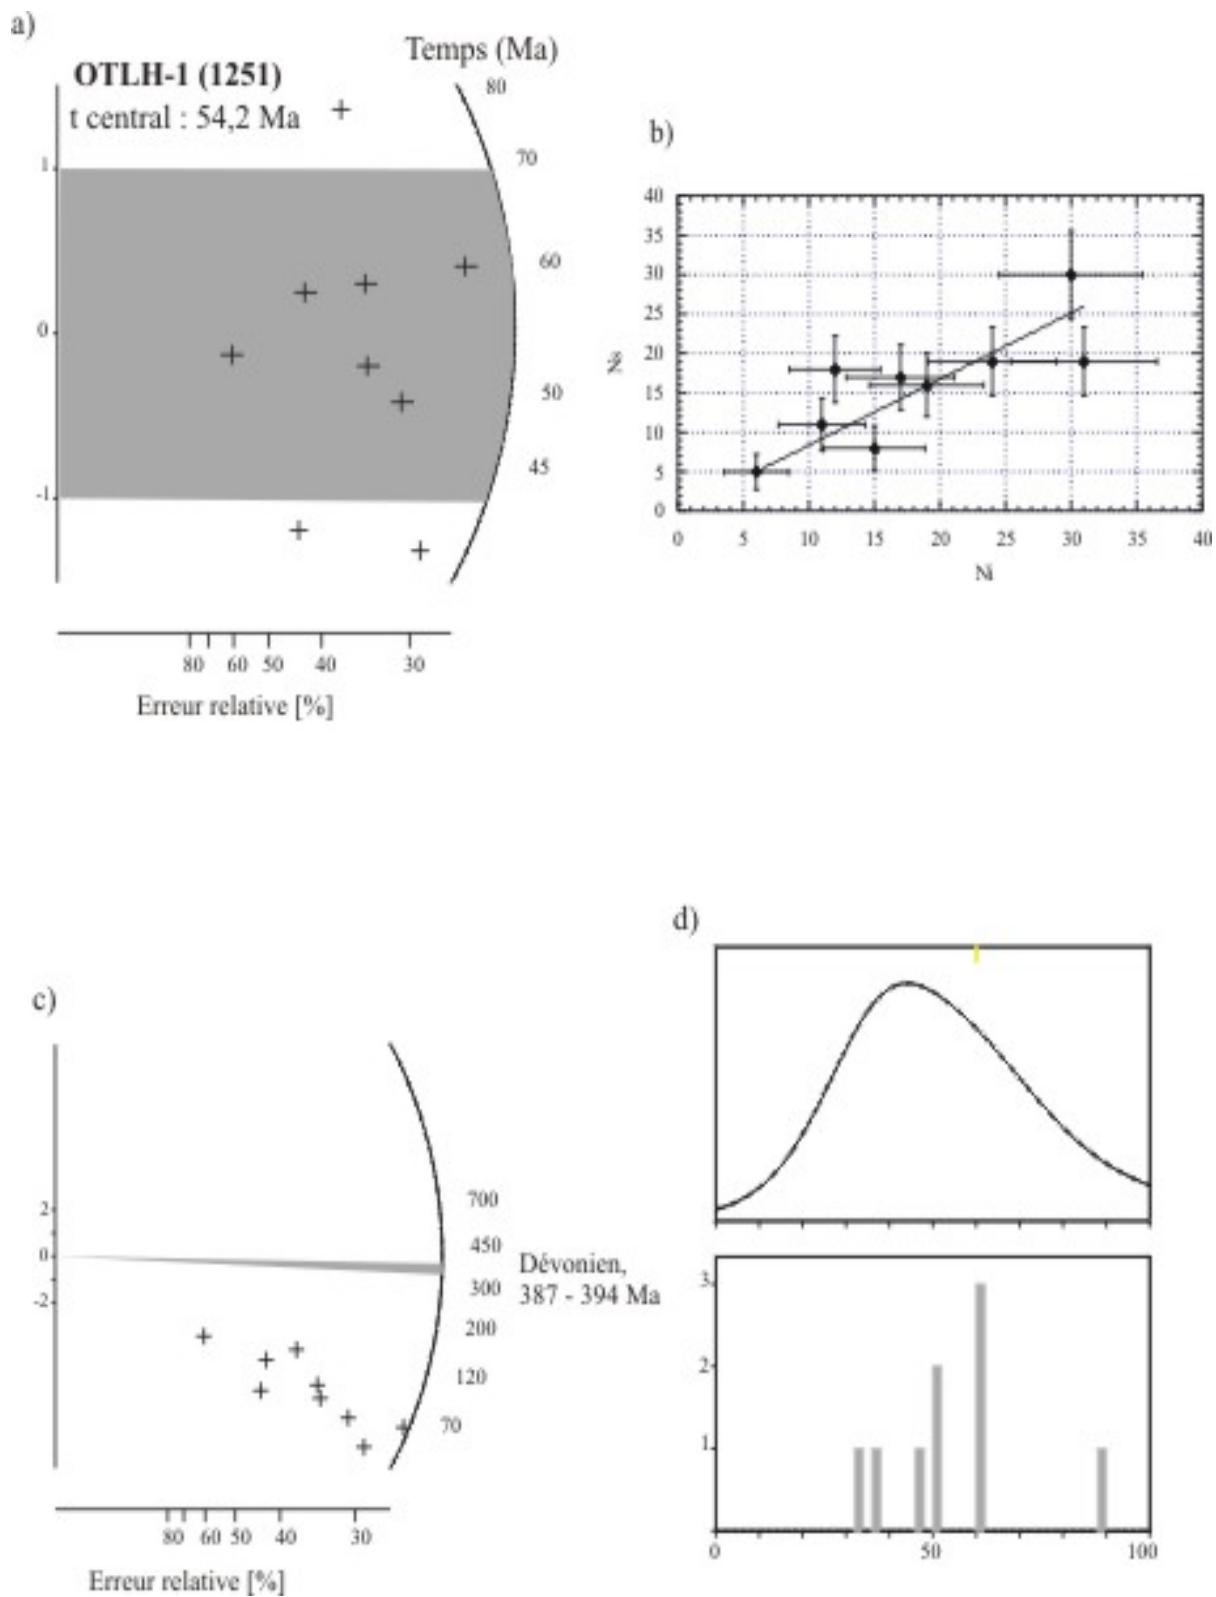 a)
Temps (Ma)
OTLH-1 (1251)
t central : 54,2 Ma
80
70
60
50
45
1
0
-1
80 60 50 40 30
Erreur relative [%]
b)
40
35
30
25
20
15
10
5
0
Ns
0 5 10 15 20 25 30 35 40
Ni
c)
2
0
-2
700
450
300
200
120
70
Dévonien,
387 - 394 Ma
80 60 50 40 30
Erreur relative [%]
d)
3
2
1
0 50 100